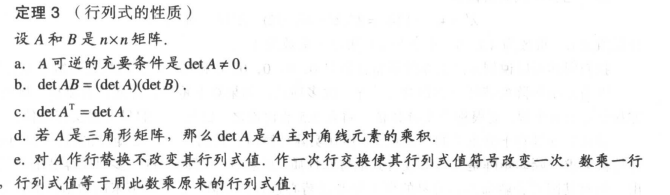 定理 3 （行列式的性质）
设 A 和 B 是 n×n 矩阵.
a. A 可逆的充要条件是 det A ≠ 0.
b. det AB = (det A)(det B).
c. det Aᵀ = det A.
d. 若 A 是三角形矩阵，那么 det A 是 A 主对角线元素的乘积.
e. 对 A 作行替换不改变其行列式值. 作一次行交换使其行列式值符号改变一次. 数乘一行
, 行列式值等于用此数乘原来的行列式值.